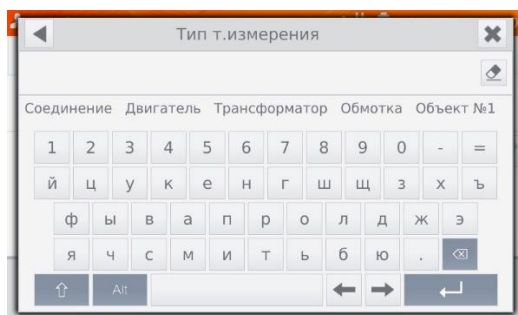 Тип т.измерения
Соединение Двигатель Трансформатор Обмотка Объект №1
1 2 3 4 5 6 7 8 9 0 - =
й ц у к е н г ш щ з х ъ
ф ы в а п р о л д ж э
я ч с м и т ь б ю .
Alt